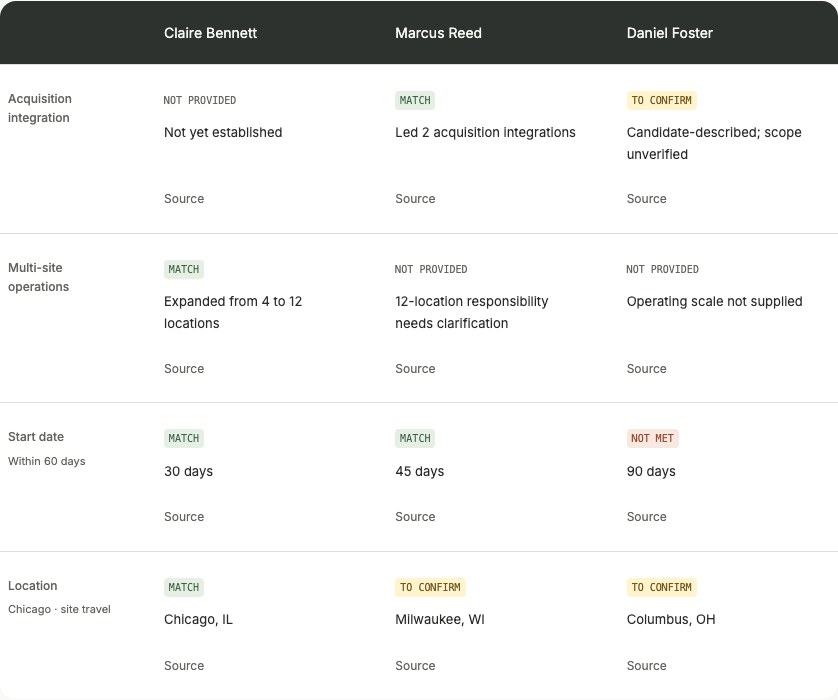 Claire Bennett
Marcus Reed
Daniel Foster
Acquisition
integration
NOT PROVIDED
Not yet established
Source
MATCH
Led 2 acquisition integrations
Source
TO CONFIRM
Candidate-described; scope
unverified
Source
Multi-site
operations
MATCH
Expanded from 4 to 12
locations
Source
NOT PROVIDED
12-location responsibility
needs clarification
Source
NOT PROVIDED
Operating scale not supplied
Source
Start date
Within 60 days
MATCH
30 days
Source
MATCH
45 days
Source
NOT MET
90 days
Source
Location
Chicago · site travel
MATCH
Chicago, IL
Source
TO CONFIRM
Milwaukee, WI
Source
TO CONFIRM
Columbus, OH
Source